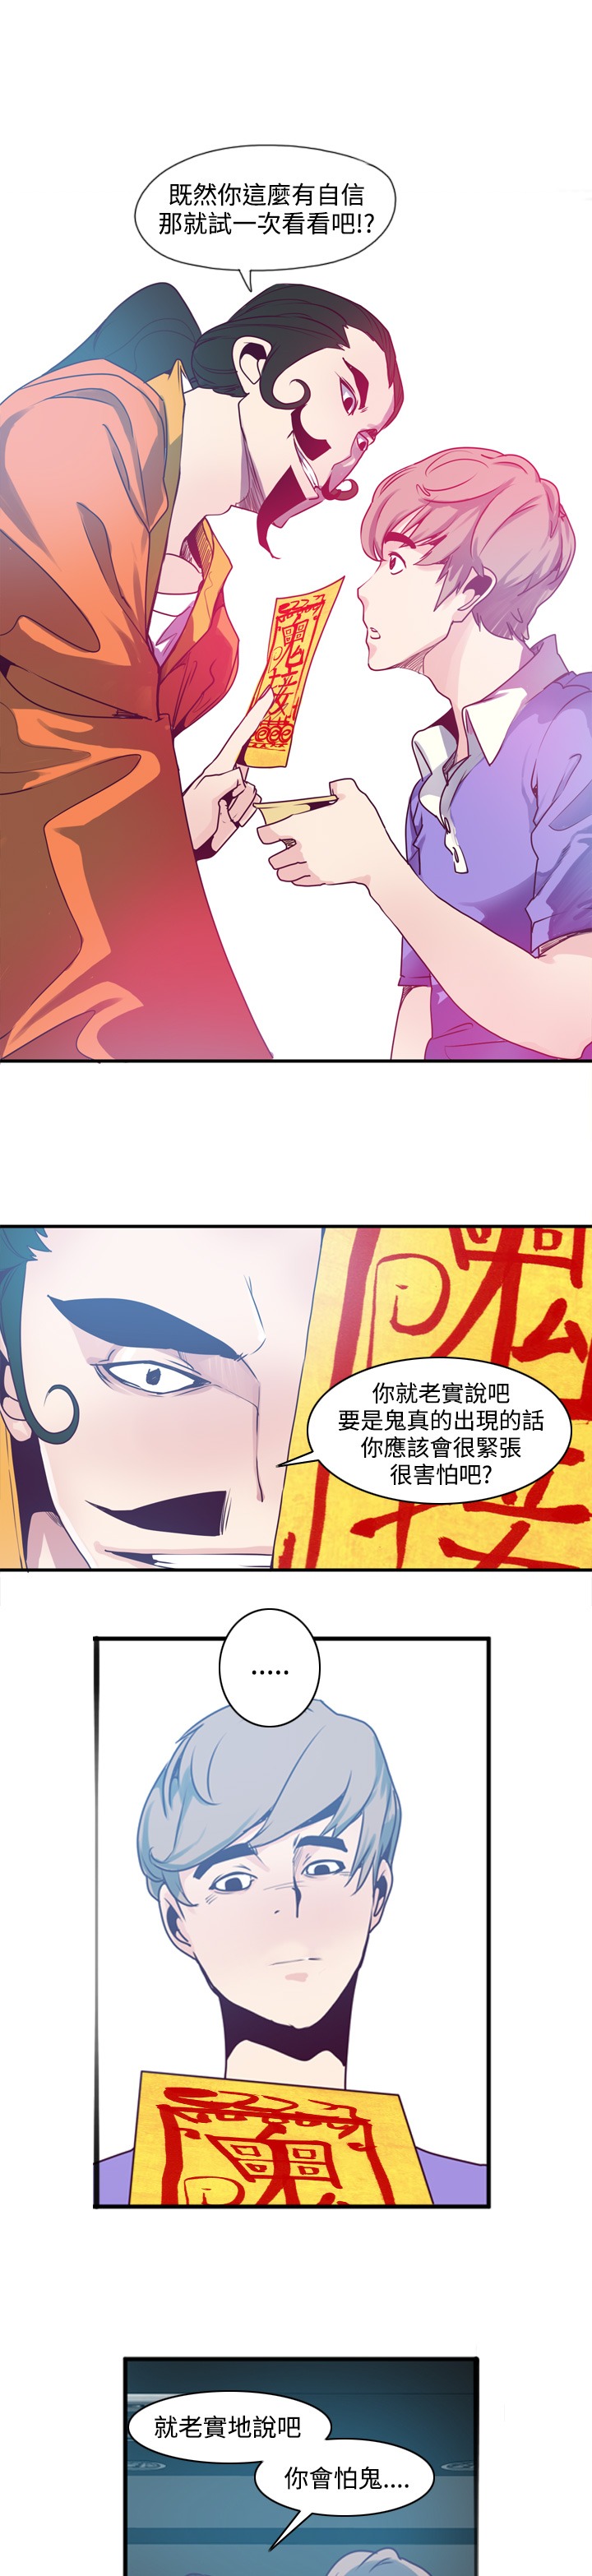 既然你這麼有自信
那就試一次看看吧!?
你就老實說吧
要是鬼真的出現的話
你應該會很緊張
很害怕吧?
.....
就老實地說吧
你會怕鬼....